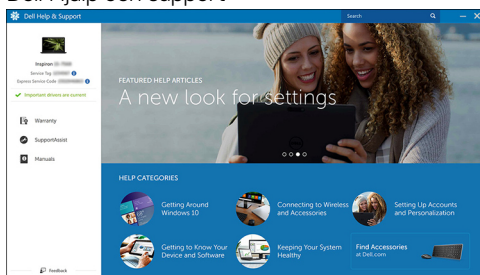 Dell Help & Support
Search
Inspiron
Service Tag
Express Service Code
Important drivers are current
Warranty
SupportAssist
Manuals
Feedback
FEATURED HELP ARTICLES
A new look for settings
HELP CATEGORIES
Getting Around
Windows 10
Connecting to Wireless
and Accessories
Setting Up Accounts
and Personalization
Getting to Know Your
Device and Software
Keeping Your System
Healthy
Find Accessories
at Dell.com